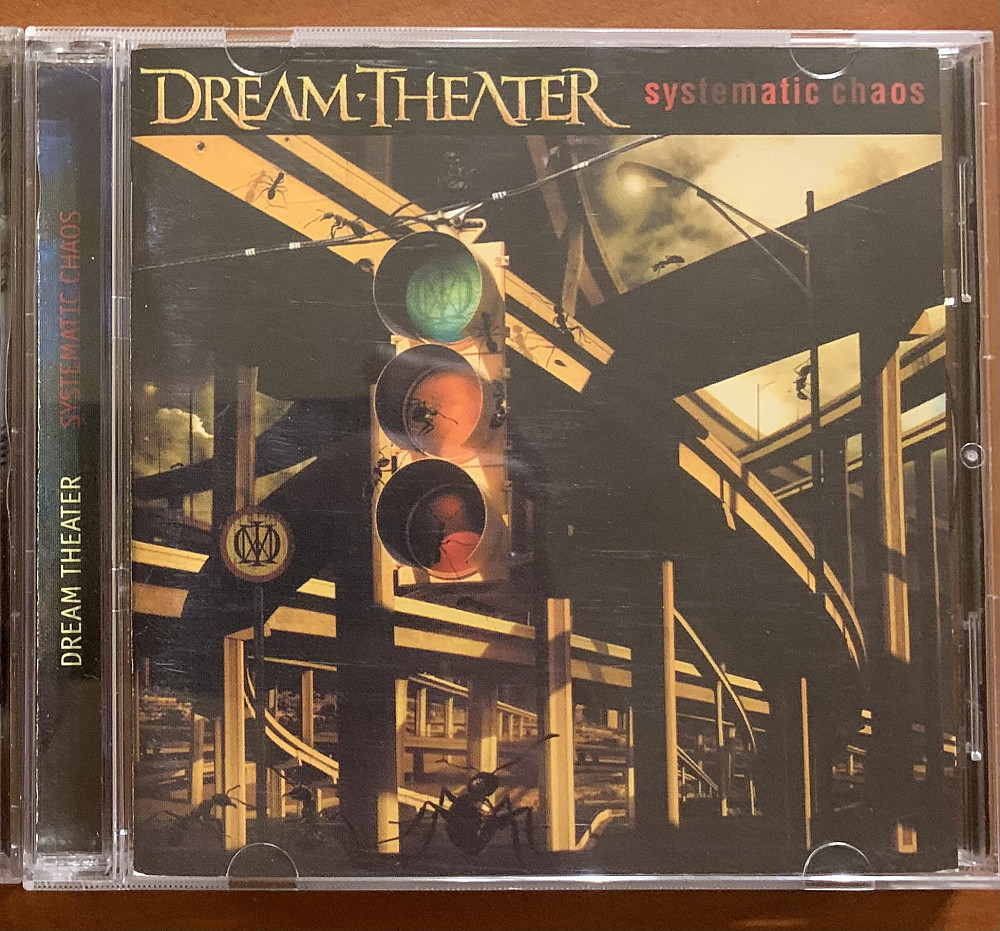 DREAM THEATER
systematic chaos
DREAM THEATER SYSTEMATIC CHAOS